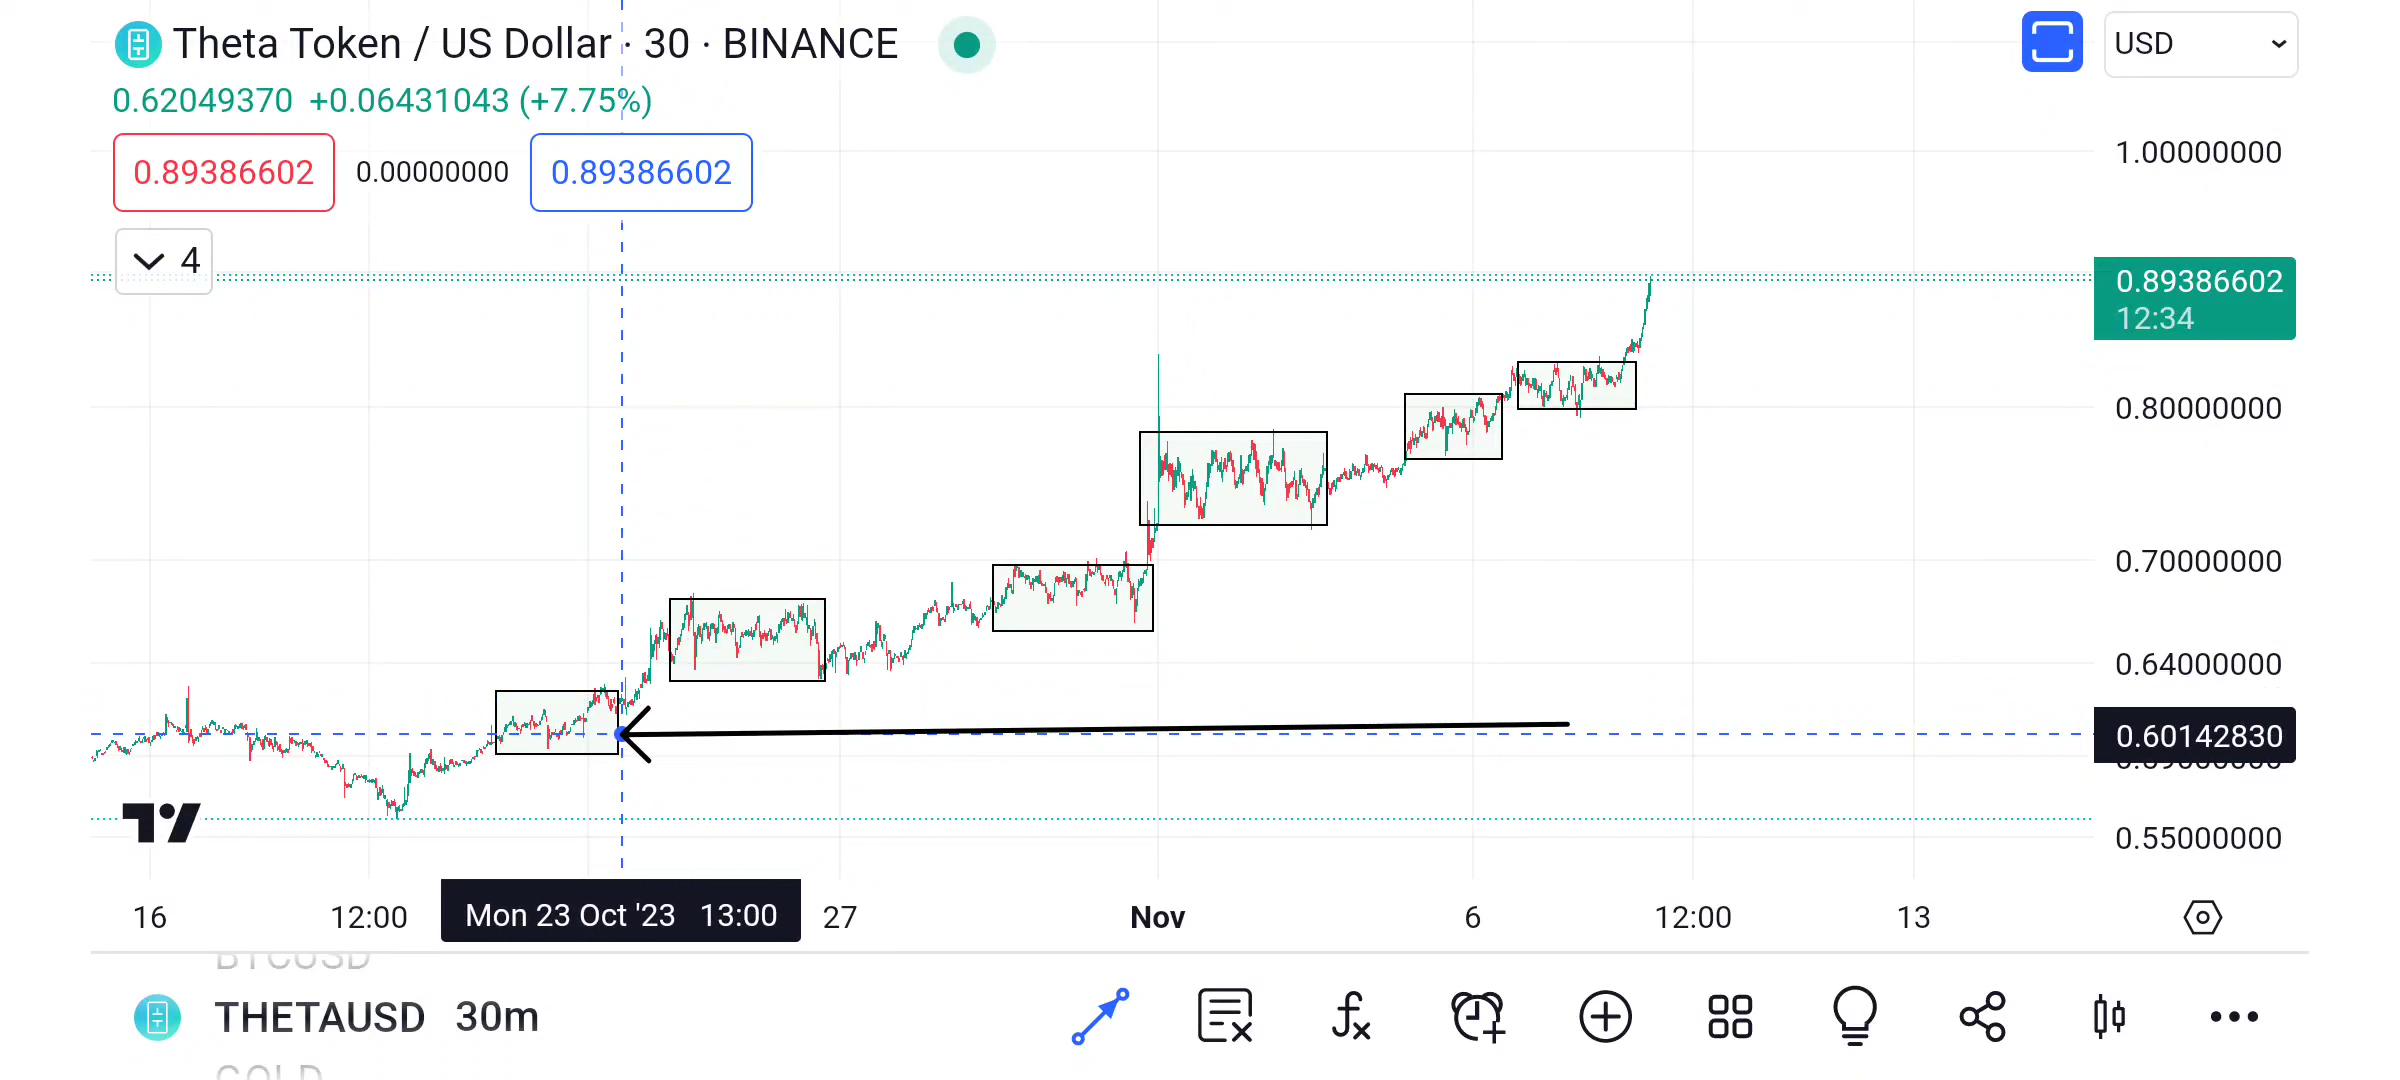 Theta Token / US Dollar · 30 · BINANCE
USD
0.62049370 +0.06431043 (+7.75%)
0.89386602 0.00000000 0.89386602
4
1.00000000
0.89386602
12:34
0.80000000
0.70000000
0.64000000
0.60142830
0.55000000
16 12:00 Mon 23 Oct '23 13:00 27 Nov 6 12:00 13
BTCUSD
THETAUSD 30m
GOLD